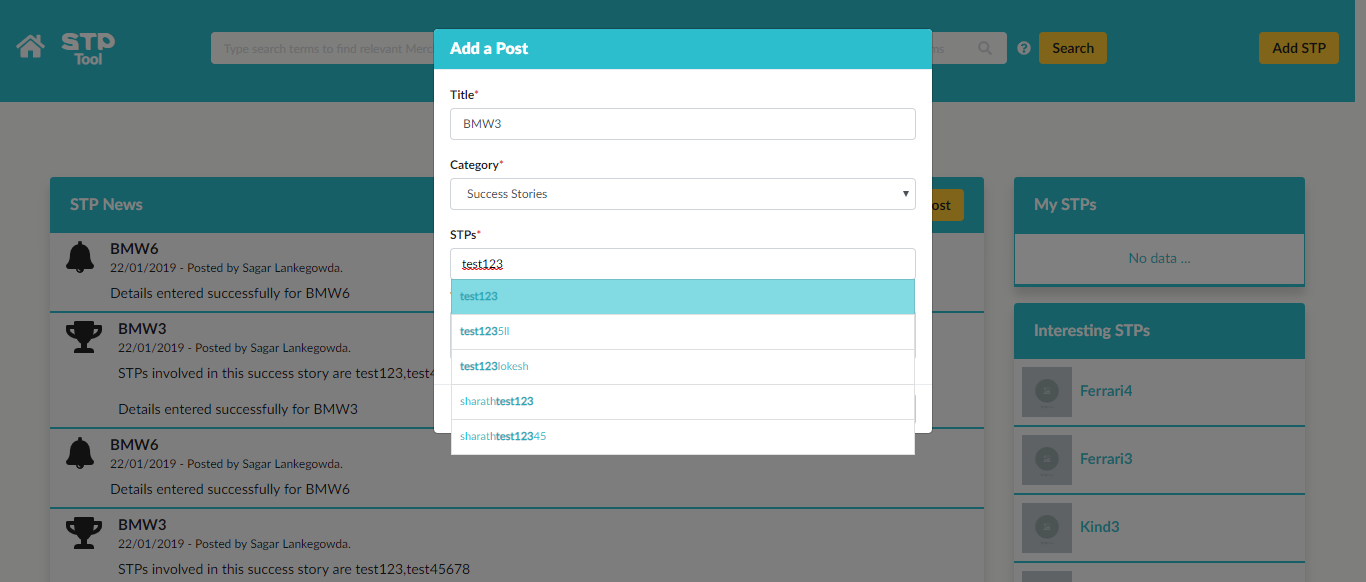 STP
Tool
Type search terms to find relevant Merc
ms
?
Search
Add STP
Add a Post
Title*
BMW3
Category*
Success Stories
STPs*
test123
test123
test1235ll
test123lokesh
sharathtest123
sharathtest12345
STP News
ost
BMW6
22/01/2019 - Posted by Sagar Lankegowda.
Details entered successfully for BMW6
BMW3
22/01/2019 - Posted by Sagar Lankegowda.
STPs involved in this success story are test123,test4
Details entered successfully for BMW3
BMW6
22/01/2019 - Posted by Sagar Lankegowda.
Details entered successfully for BMW6
BMW3
22/01/2019 - Posted by Sagar Lankegowda.
STPs involved in this success story are test123,test45678
My STPs
No data ...
Interesting STPs
Ferrari4
Ferrari3
Kind3